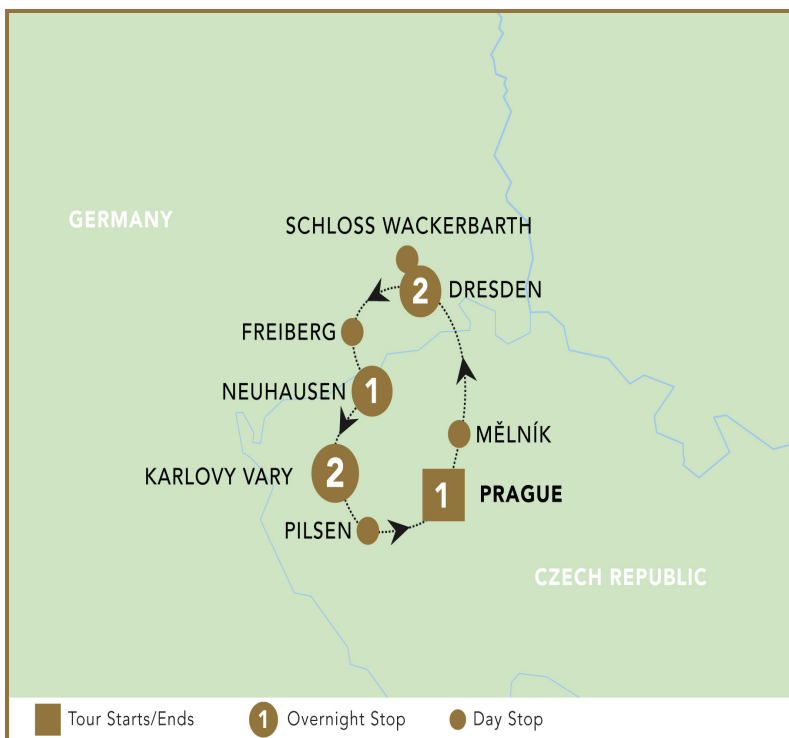 GERMANY
SCHLOSS WACKERBARTH
2 DRESDEN
FREIBERG
NEUHAUSEN 1
MĚLNÍK
KARLOVY VARY 2
1 PRAGUE
PILSEN
CZECH REPUBLIC
Tour Starts/Ends 1 Overnight Stop Day Stop